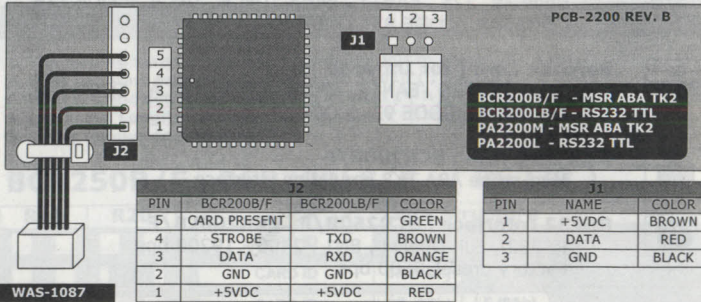 1 2 3
PCB-2200 REV. B
J1
5
4
3
2
1
J2
BCR200B/F - MSR ABA TK2
BCR200LB/F - RS232 TTL
PA2200M - MSR ABA TK2
PA2200L - RS232 TTL
J2
PIN BCR200B/F BCR200LB/F COLOR
5 CARD PRESENT - GREEN
4 STROBE TXD BROWN
3 DATA RXD ORANGE
2 GND GND BLACK
1 +5VDC +5VDC RED
J1
PIN NAME COLOR
1 +5VDC BROWN
2 DATA RED
3 GND BLACK
WAS-1087